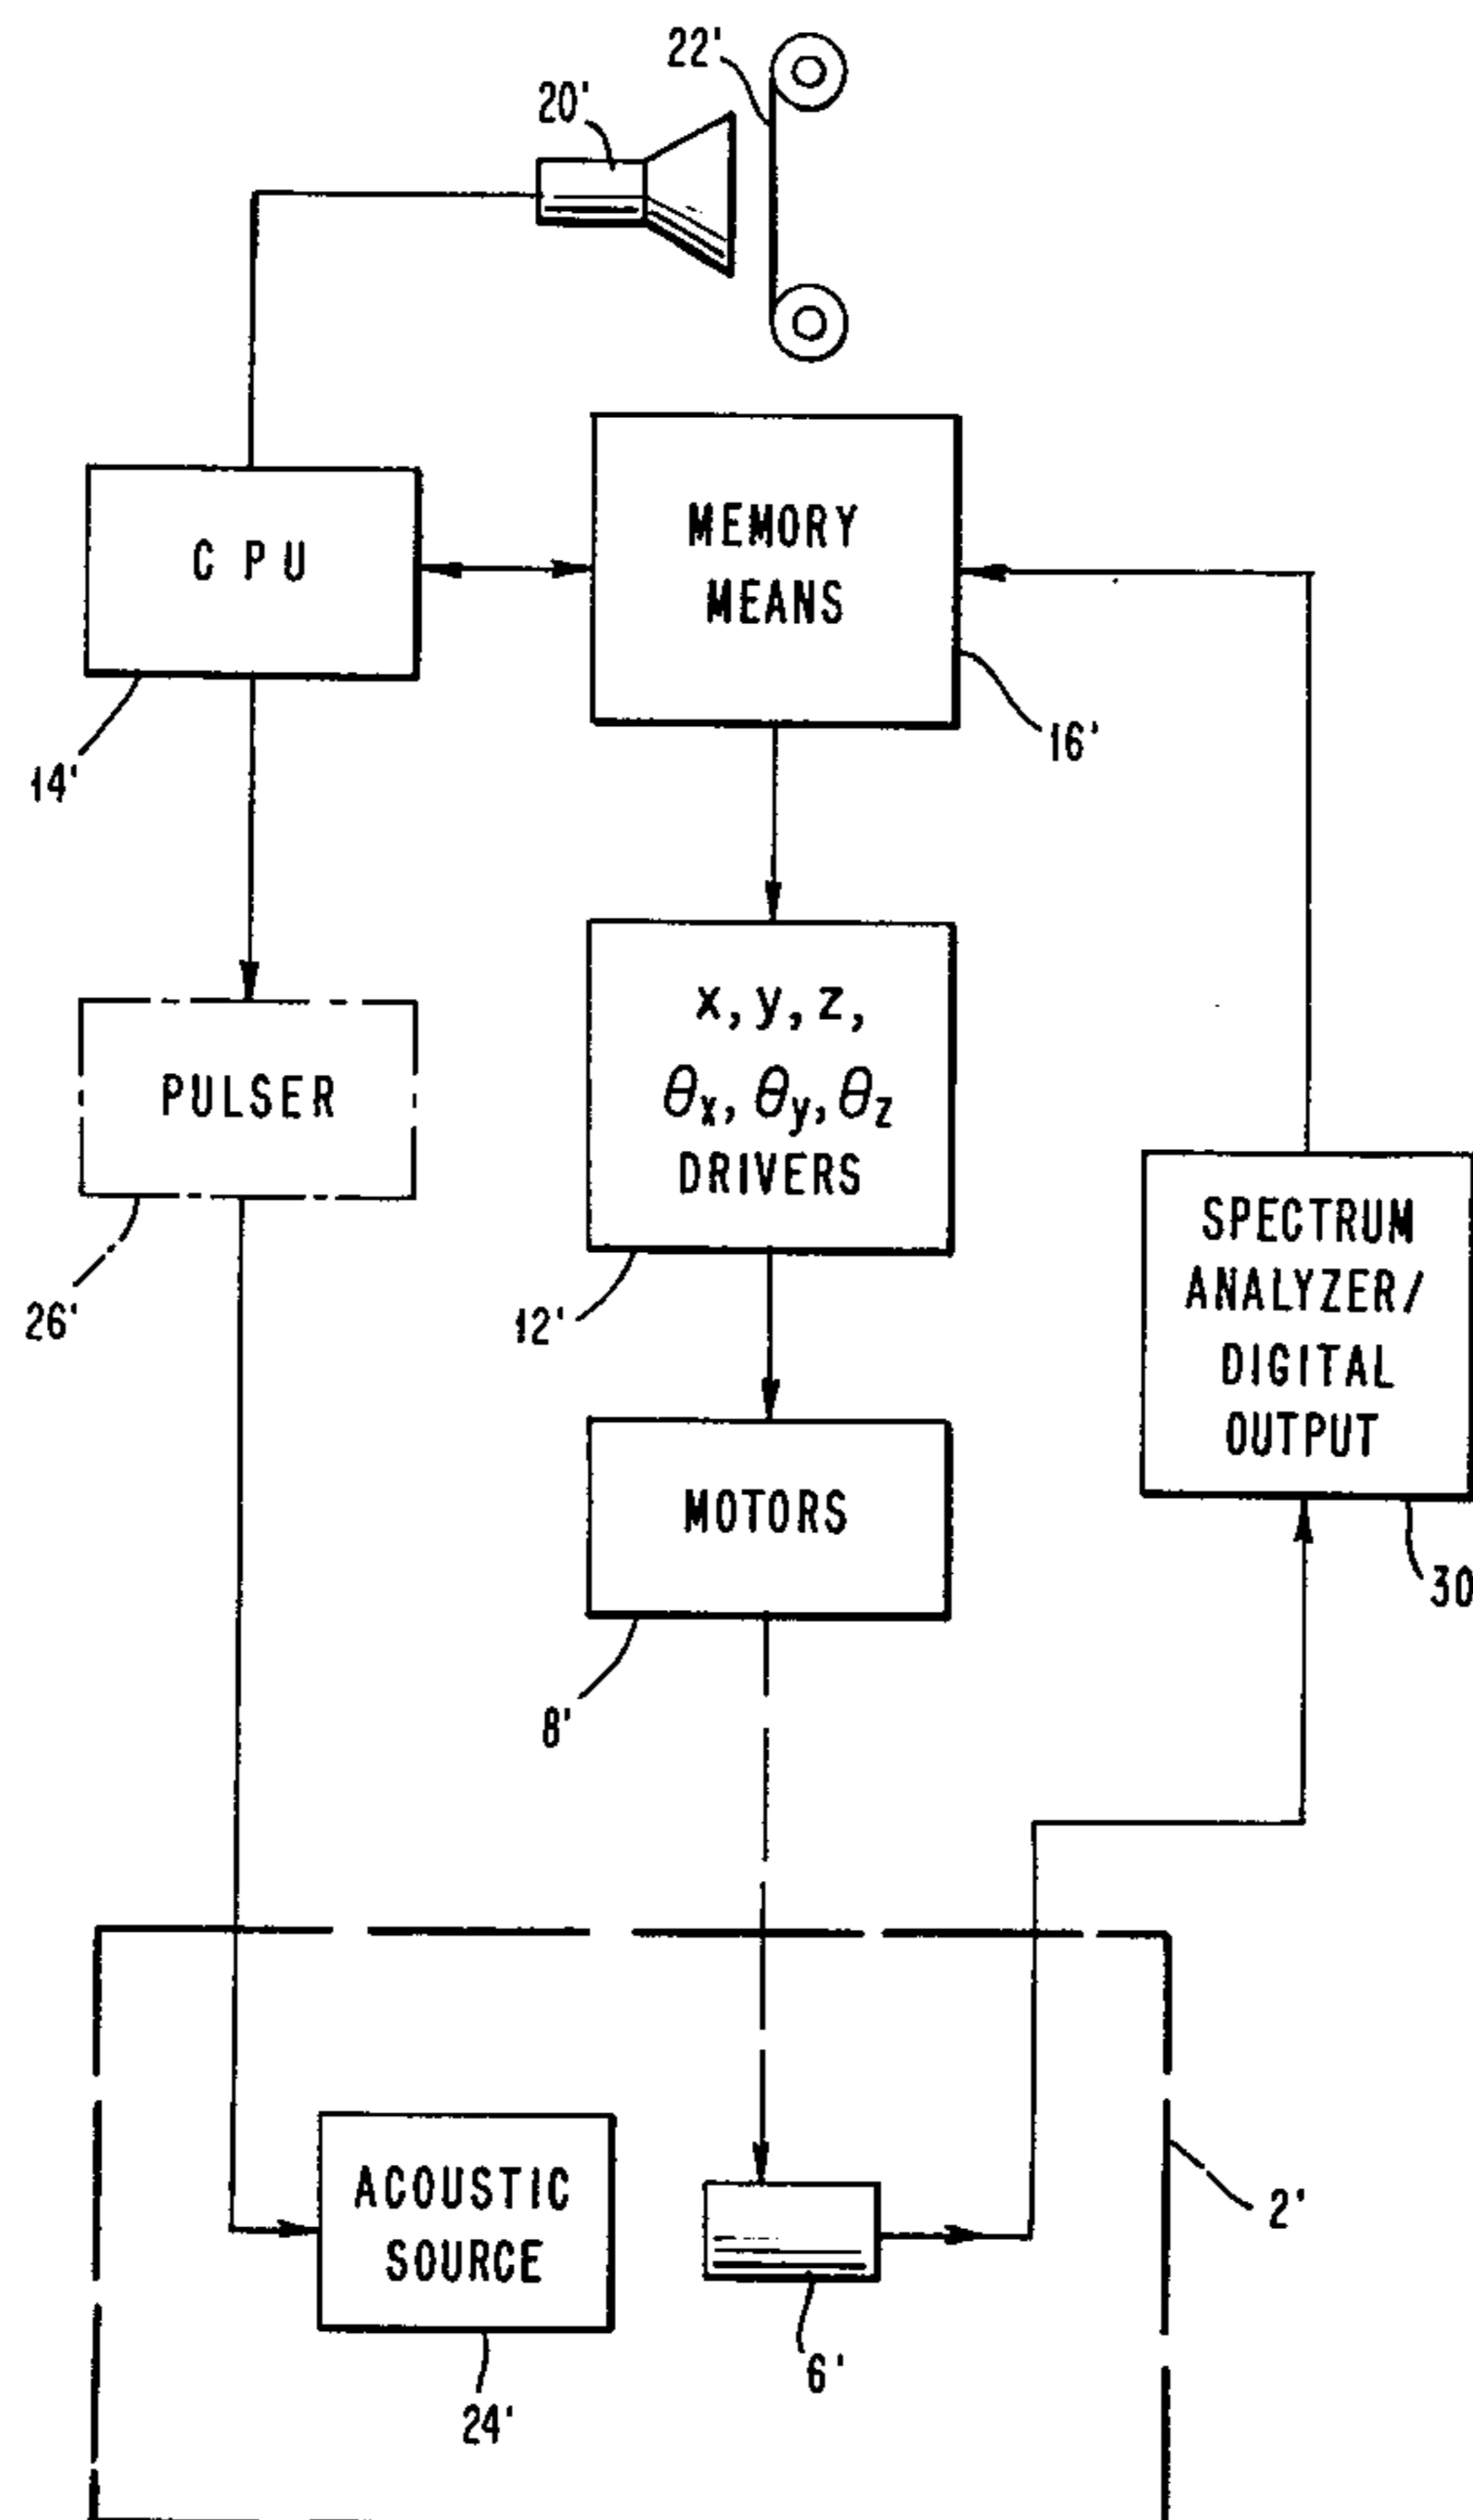 22'
20'
CPU
MEMORY
MEANS
14'
16'
x, y, z,
θx, θy, θz
DRIVERS
PULSER
26'
12'
SPECTRUM
ANALYZER/
DIGITAL
OUTPUT
MOTORS
30
8'
ACOUSTIC
SOURCE
2'
6'
24'